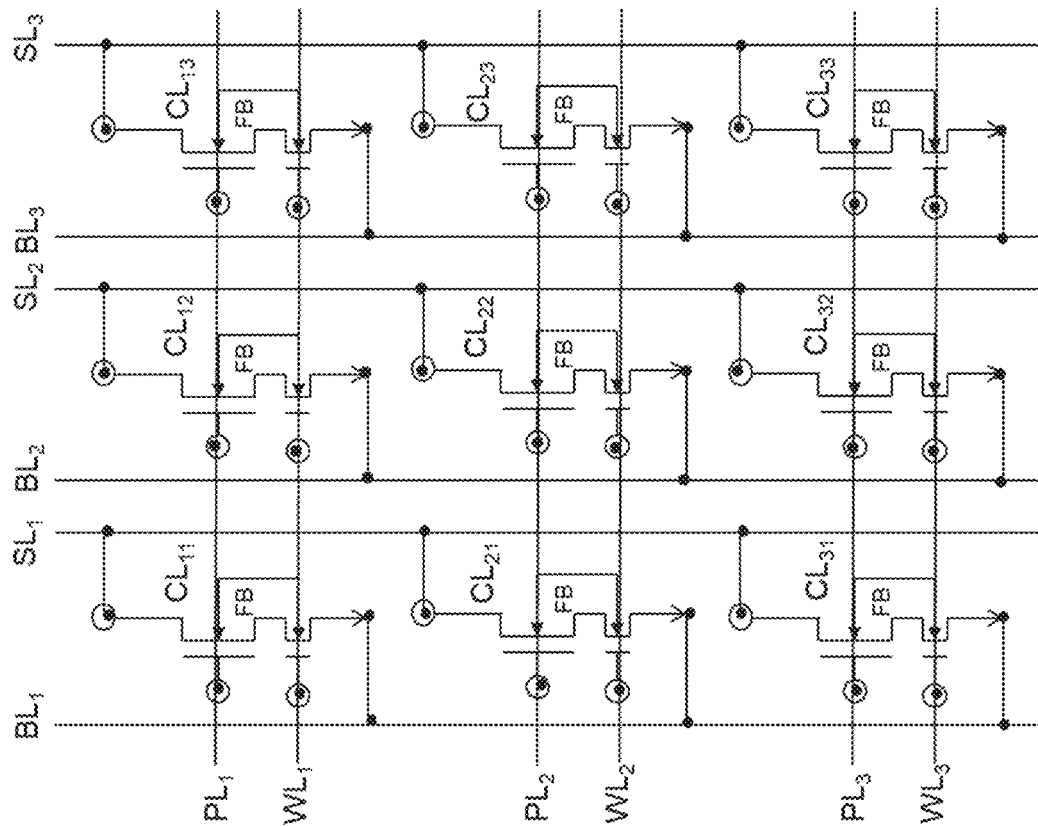 SL₃
SL₂ BL₃
BL₂
SL₁
BL₁
CL₁₃
FB
CL₂₃
FB
CL₃₃
FB
CL₁₂
FB
CL₂₂
FB
CL₃₂
FB
CL₁₁
FB
CL₂₁
FB
CL₃₁
FB
PL₁
WL₁
PL₂
WL₂
PL₃
WL₃